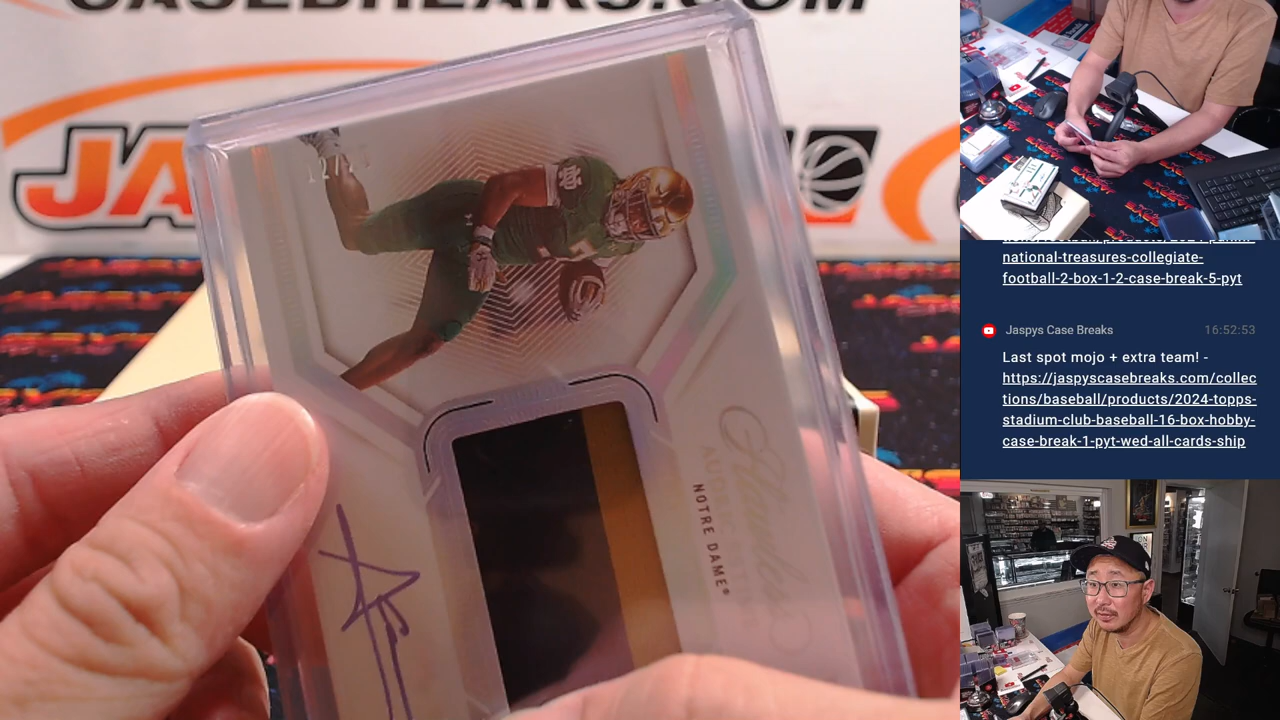 CASEBREAKS.COM
JA
12/
Flawless
NOTRE DAME®
national-treasures-collegiate-
football-2-box-1-2-case-break-5-pyt
Jaspys Case Breaks
16:52:53
Last spot mojo + extra team! -
https://jaspyscasebreaks.com/collec
tions/baseball/products/2024-topps-
stadium-club-baseball-16-box-hobby-
case-break-1-pyt-wed-all-cards-ship